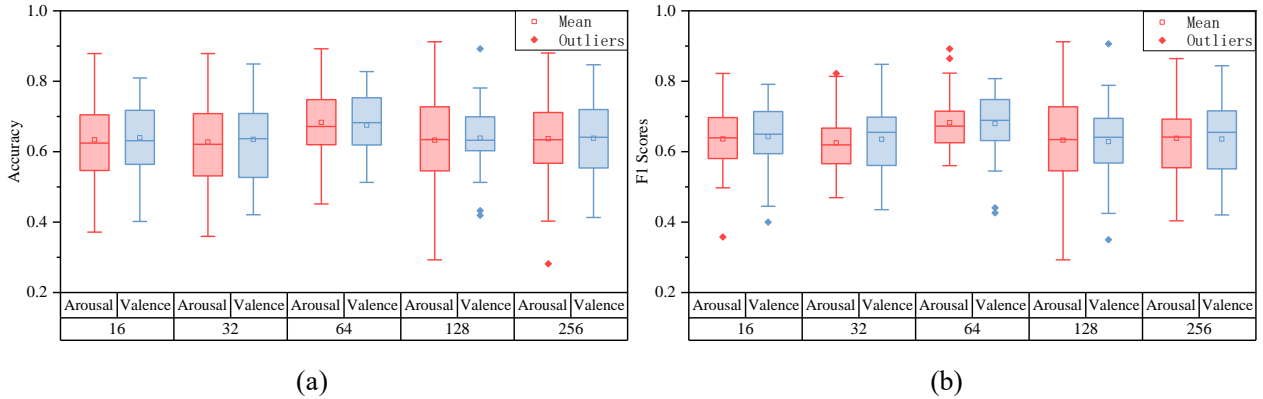 1.0
0.8
0.6
0.4
0.2
Accuracy
Mean
Outliers
Arousal Valence Arousal Valence Arousal Valence Arousal Valence Arousal Valence
16 32 64 128 256
(a)
1.0
0.8
0.6
0.4
0.2
F1 Scores
Mean
Outliers
Arousal Valence Arousal Valence Arousal Valence Arousal Valence Arousal Valence
16 32 64 128 256
(b)